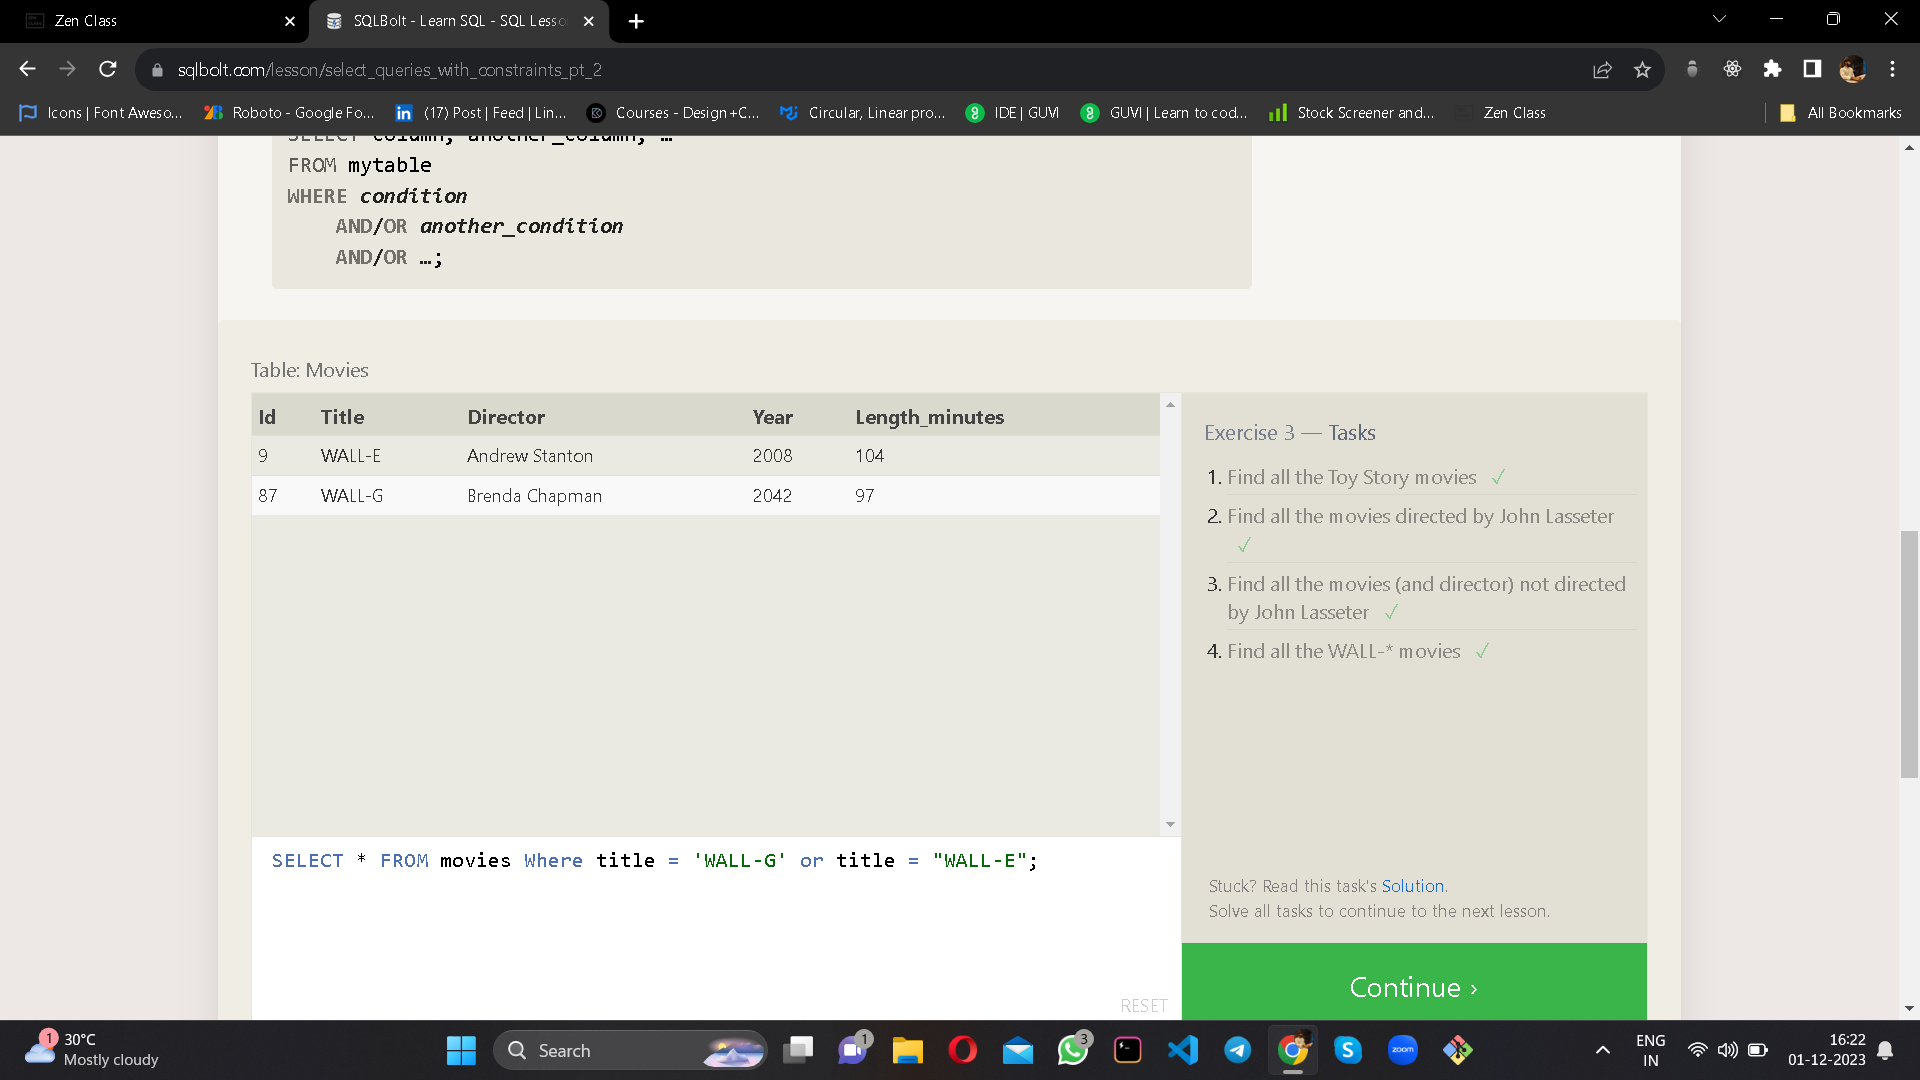 Zen Class
SQLBolt - Learn SQL - SQL Lesso
sqlbolt.com/lesson/select_queries_with_constraints_pt_2
Icons | Font Aweso...
Roboto - Google Fo...
(17) Post | Feed | Lin...
Courses - Design +C...
Circular, Linear pro...
IDE | GUVI
GUVI | Learn to cod...
Stock Screener and...
Zen Class
All Bookmarks
SELECT column, another_column, …
FROM mytable
WHERE condition
AND/OR another_condition
AND/OR …;
Table: Movies
Id Title Director Year Length_minutes
9 WALL-E Andrew Stanton 2008 104
87 WALL-G Brenda Chapman 2042 97
SELECT * FROM movies Where title = 'WALL-G' or title = "WALL-E";
RESET
Exercise 3 — Tasks
1. Find all the Toy Story movies ✓
2. Find all the movies directed by John Lasseter
✓
3. Find all the movies (and director) not directed
by John Lasseter ✓
4. Find all the WALL-* movies ✓
Stuck? Read this task's Solution.
Solve all tasks to continue to the next lesson.
Continue ›
1
30°C
Mostly cloudy
Search
1
3
zoom
ENG
IN
16:22
01-12-2023